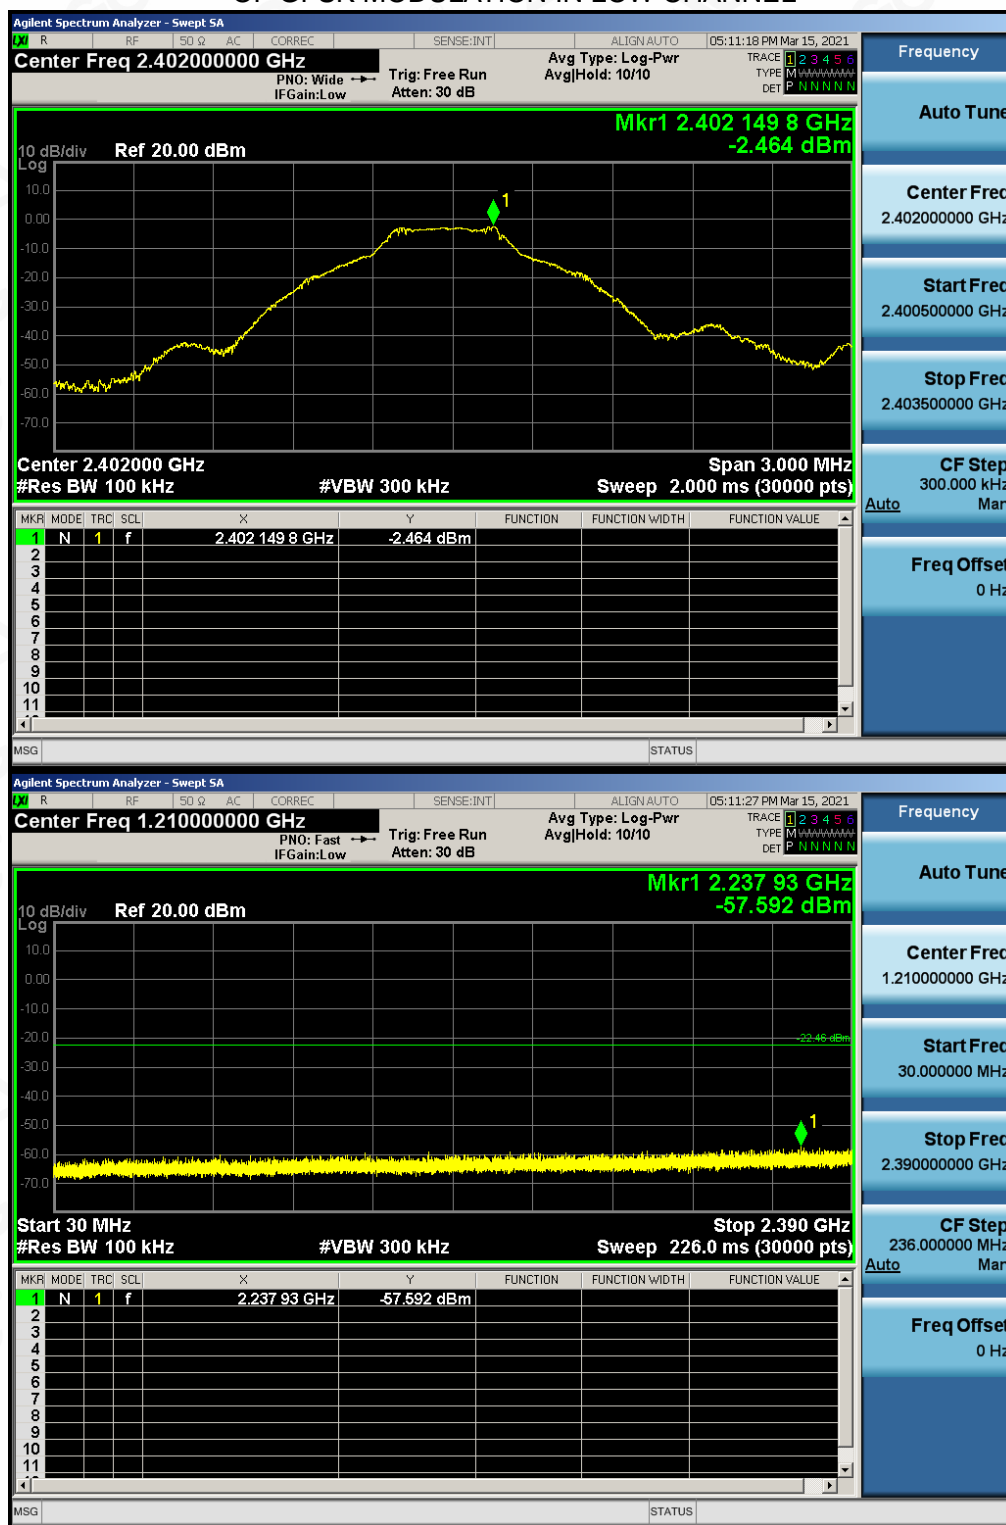 OF GFSK MODULATION IN LOW CHANNEL
Agilent Spectrum Analyzer - Swept SA
LXI R RF 50 Ω AC CORREC SENSE:INT ALIGN AUTO 05:11:18 PM Mar 15, 2021
Center Freq 2.402000000 GHz
PNO: Wide
IFGain:Low
Trig: Free Run
Atten: 30 dB
Avg Type: Log-Pwr
Avg|Hold: 10/10
TRACE 1 2 3 4 5 6
TYPE M
DET P N N N N N
Mkr1 2.402 149 8 GHz
-2.464 dBm
10 dB/div Ref 20.00 dBm
Log
10.0
0.00
-10.0
-20.0
-30.0
-40.0
-50.0
-60.0
-70.0
1
Center 2.402000 GHz Span 3.000 MHz
#Res BW 100 kHz #VBW 300 kHz Sweep 2.000 ms (30000 pts)
MKR MODE TRC SCL X Y FUNCTION FUNCTION WIDTH FUNCTION VALUE
1 N 1 f 2.402 149 8 GHz -2.464 dBm
2
3
4
5
6
7
8
9
10
11
MSG STATUS
Frequency
Auto Tune
Center Freq
2.402000000 GHz
Start Freq
2.400500000 GHz
Stop Freq
2.403500000 GHz
CF Step
300.000 kHz
Auto Man
Freq Offset
0 Hz
Agilent Spectrum Analyzer - Swept SA
LXI R RF 50 Ω AC CORREC SENSE:INT ALIGN AUTO 05:11:27 PM Mar 15, 2021
Center Freq 1.210000000 GHz
PNO: Fast
IFGain:Low
Trig: Free Run
Atten: 30 dB
Avg Type: Log-Pwr
Avg|Hold: 10/10
TRACE 1 2 3 4 5 6
TYPE M
DET P N N N N N
Mkr1 2.237 93 GHz
-57.592 dBm
10 dB/div Ref 20.00 dBm
Log
10.0
0.00
-10.0
-20.0
-30.0
-40.0
-50.0
-60.0
-70.0
-22.46 dBm
1
Start 30 MHz Stop 2.390 GHz
#Res BW 100 kHz #VBW 300 kHz Sweep 226.0 ms (30000 pts)
MKR MODE TRC SCL X Y FUNCTION FUNCTION WIDTH FUNCTION VALUE
1 N 1 f 2.237 93 GHz -57.592 dBm
2
3
4
5
6
7
8
9
10
11
MSG STATUS
Frequency
Auto Tune
Center Freq
1.210000000 GHz
Start Freq
30.000000 MHz
Stop Freq
2.390000000 GHz
CF Step
236.000000 MHz
Auto Man
Freq Offset
0 Hz